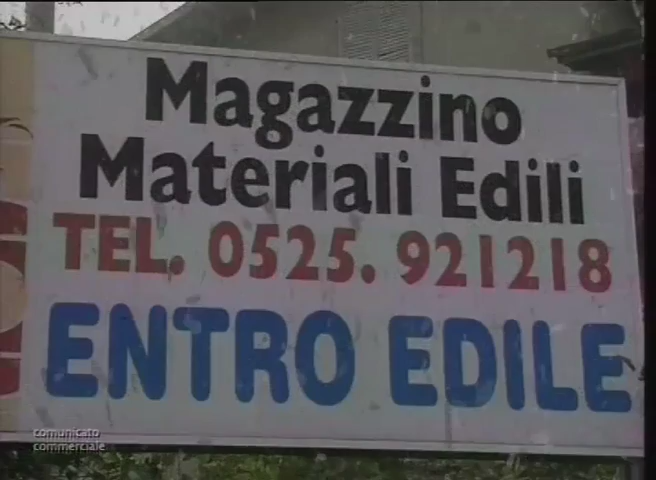 Magazzino
Materiali Edili
TEL. 0525. 921218
ENTRO EDILE
comunicato
commerciale